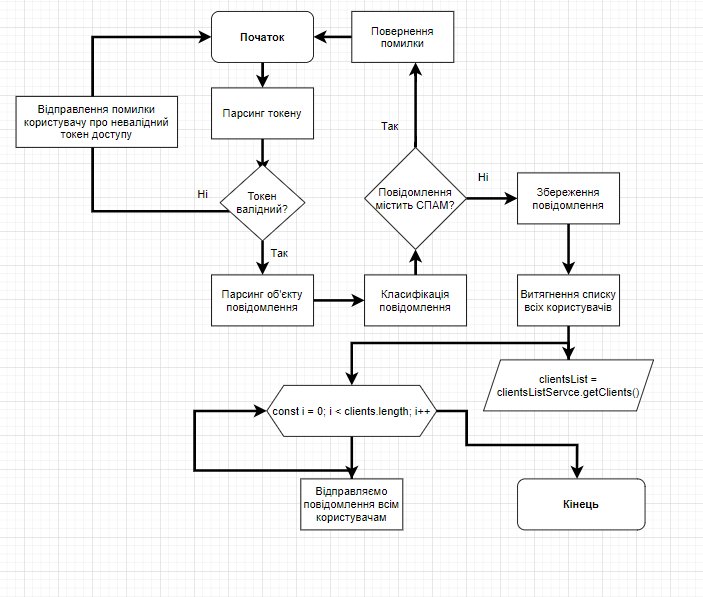 Початок
Повернення
помилки
Відправлення помилки
користувачу про невалідний
токен доступу
Парсинг токену
Так
Ні
Токен
валідний?
Повідомлення
містить СПАМ?
Ні
Збереження
повідомлення
Так
Парсинг об'єкту
повідомлення
Класифікація
повідомлення
Витягнення списку
всіх користувачів
clientsList =
clientsListServce.getClients()
const i = 0; i < clients.length; i++
Відправляємо
повідомлення всім
користувачам
Кінець